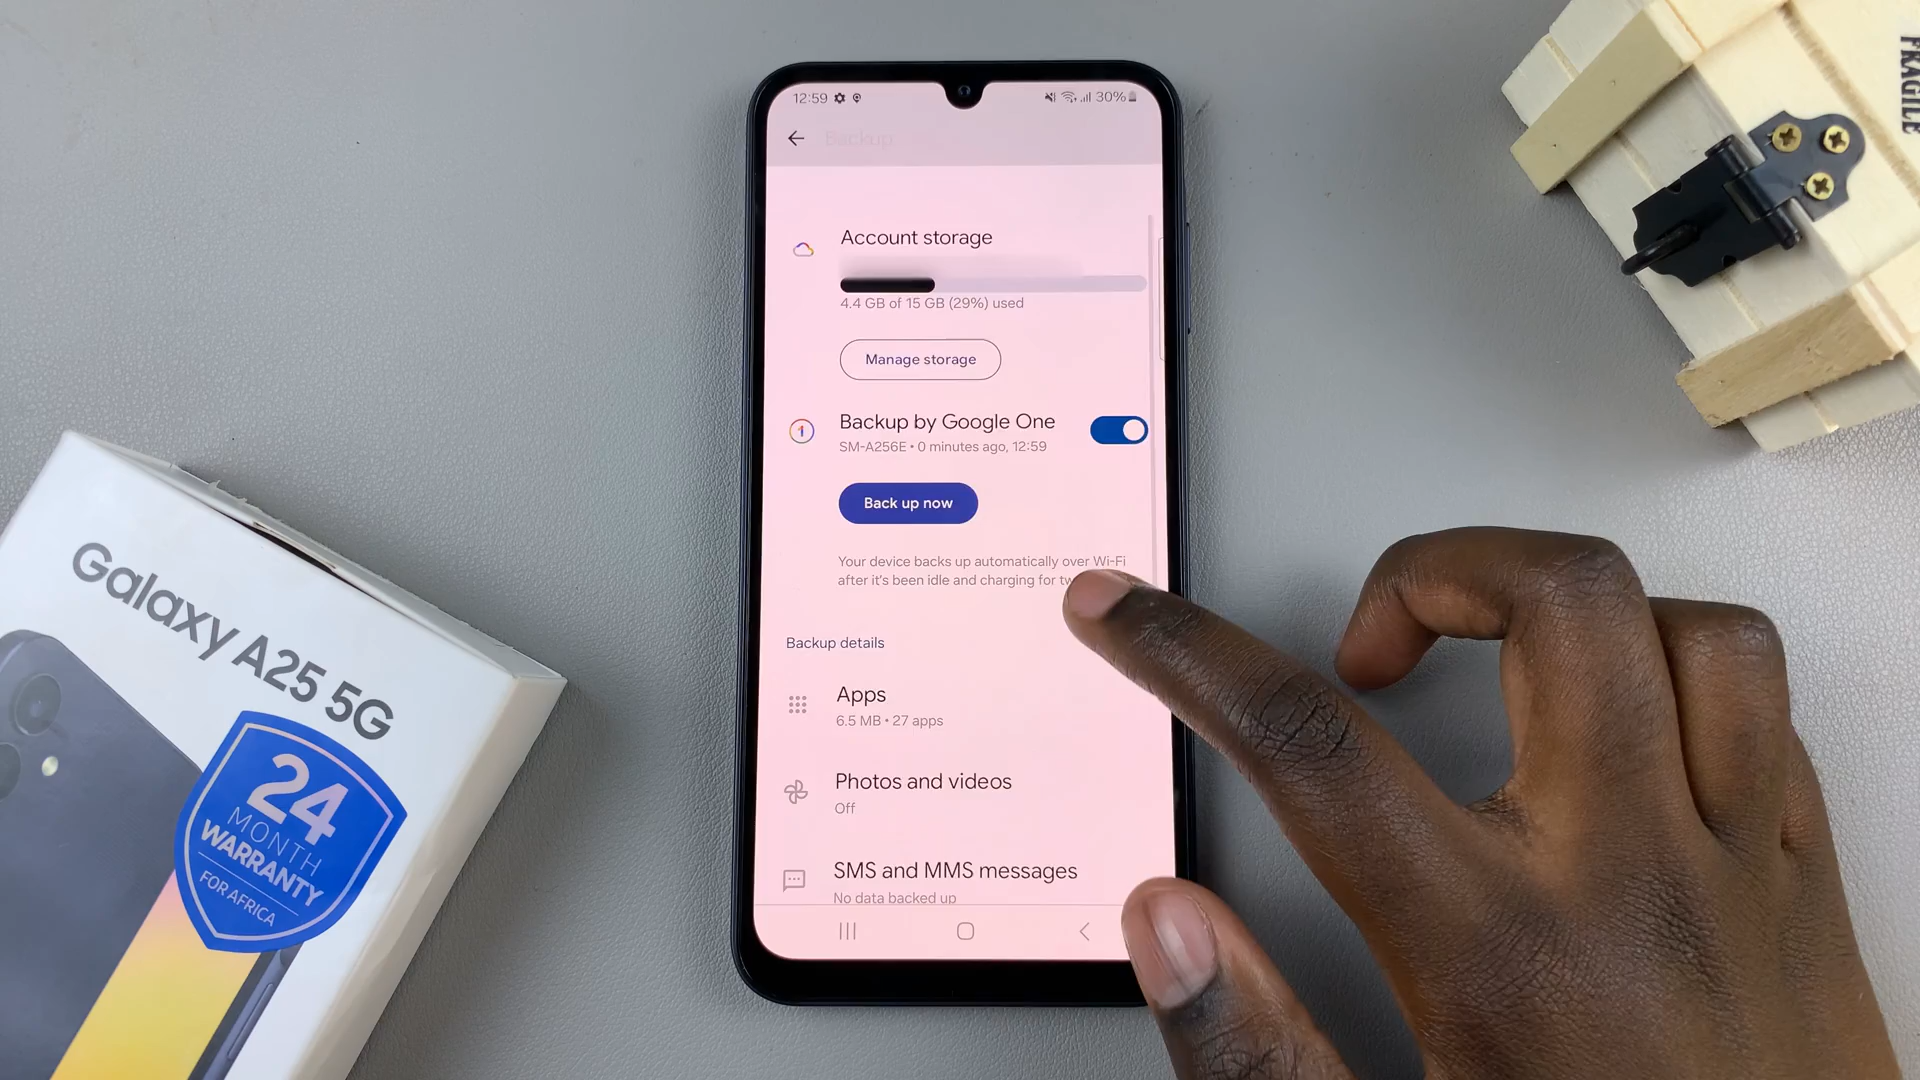 12:59
30%
Backup
Account storage
4.4 GB of 15 GB (29%) used
Manage storage
Backup by Google One
SM-A256E • 0 minutes ago, 12:59
Back up now
Your device backs up automatically over Wi-Fi
after it's been idle and charging for
Backup details
Apps
6.5 MB • 27 apps
Photos and videos
Off
SMS and MMS messages
No data backed up
Galaxy A25 5G
24
MONTH
WARRANTY
FOR AFRICA
FRAGILE